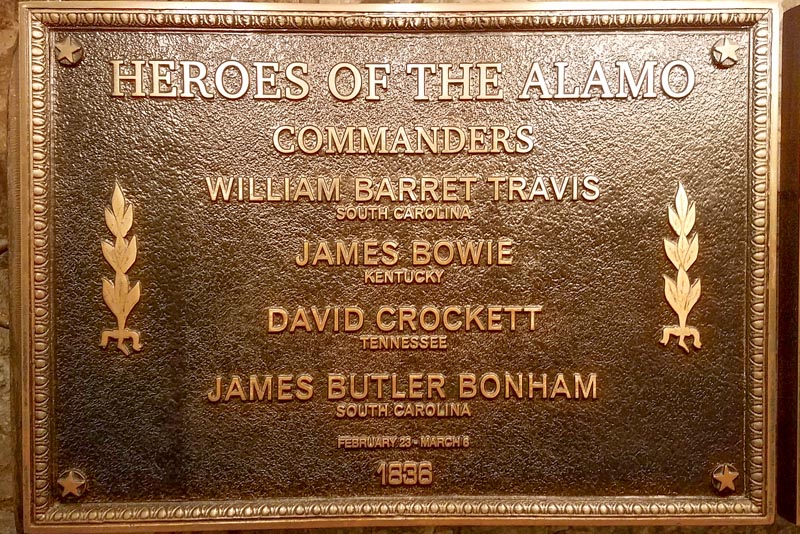 HEROES OF THE ALAMO
COMMANDERS
WILLIAM BARRET TRAVIS
SOUTH CAROLINA
JAMES BOWIE
KENTUCKY
DAVID CROCKETT
TENNESSEE
JAMES BUTLER BONHAM
SOUTH CAROLINA
FEBRUARY 23 - MARCH 6
1836